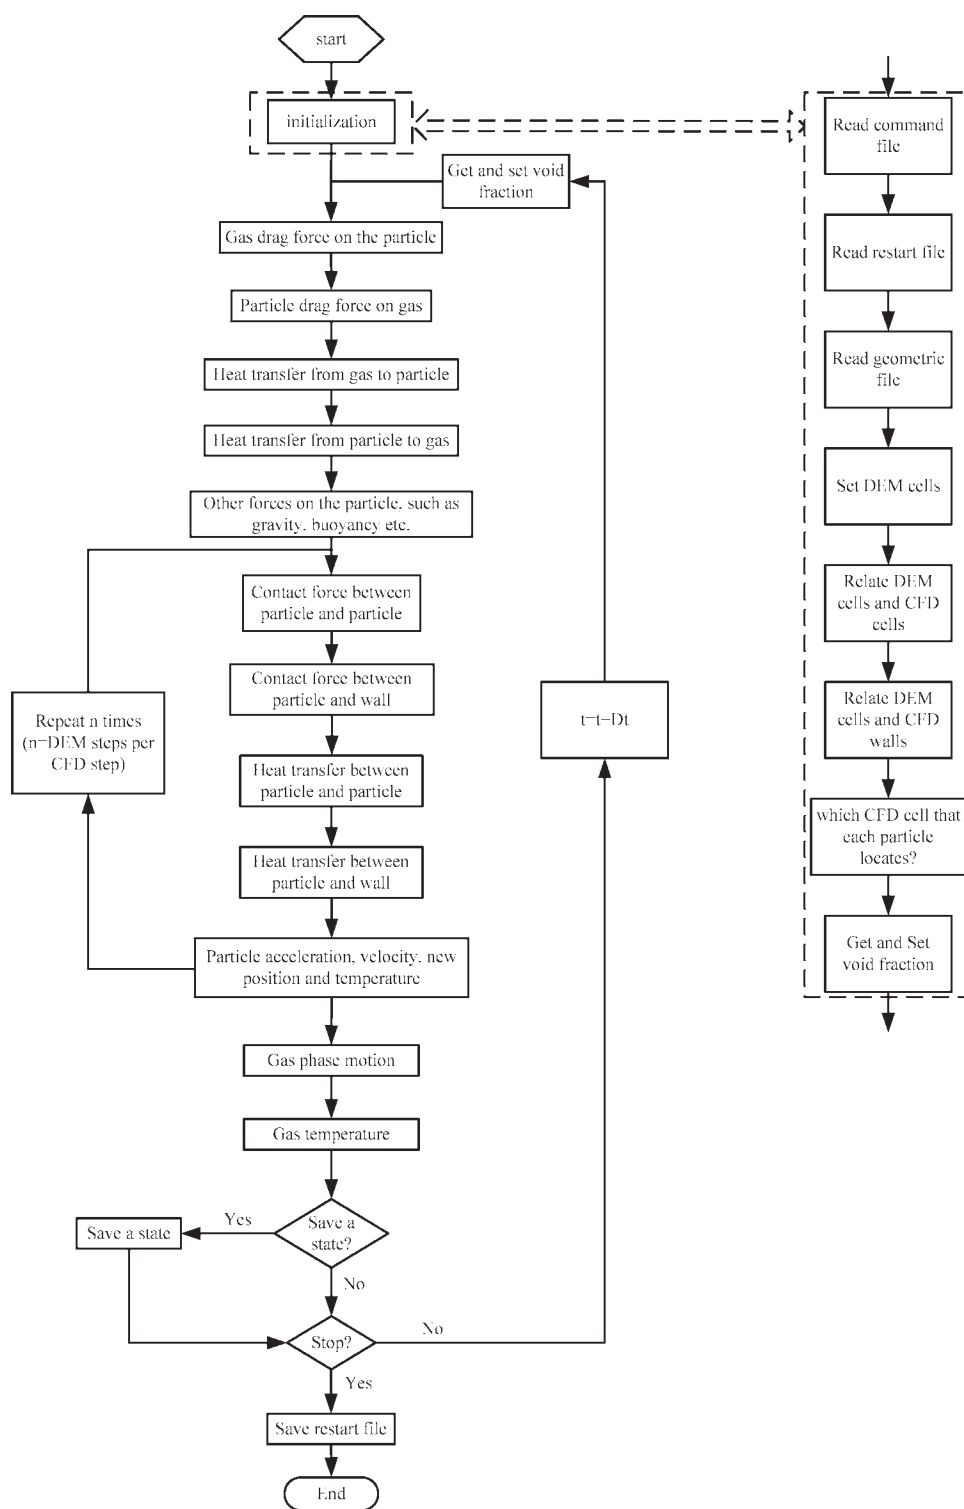 start
initialization
Get and set void
fraction
Gas drag force on the particle
Particle drag force on gas
Heat transfer from gas to particle
Heat transfer from particle to gas
Other forces on the particle, such as
gravity, buoyancy etc.
Contact force between
particle and particle
Contact force between
particle and wall
Repeat n times
(n=DEM steps per
CFD step)
Heat transfer between
particle and particle
Heat transfer between
particle and wall
Particle acceleration, velocity, new
position and temperature
Gas phase motion
Gas temperature
Save a
state?
Yes
Save a state
No
Stop?
No
t=t-Dt
Yes
Save restart file
End
Read command
file
Read restart file
Read geometric
file
Set DEM cells
Relate DEM
cells and CFD
cells
Relate DEM
cells and CFD
walls
which CFD cell that
each particle
locates?
Get and Set
void fraction